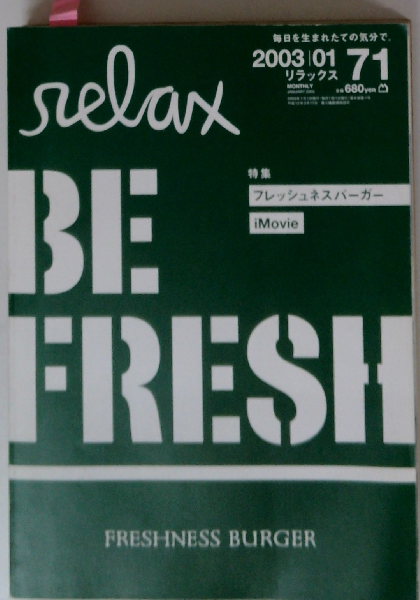 毎日を生まれたての気分で。
relax
2003|01
リラックス
71
MONTHLY
JANUARY 2003
680yen
特集
フレッシュネスバーガー
iMovie
BE
FRESH
FRESHNESS BURGER